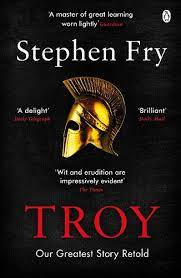 'A master of great learning
worn lightly' Guardian
Stephen Fry
'A delight'
Daily Telegraph
'Brilliant'
Daily Mail
'Wit and erudition are
impressively evident'
The Times
TROY
Our Greatest Story Retold